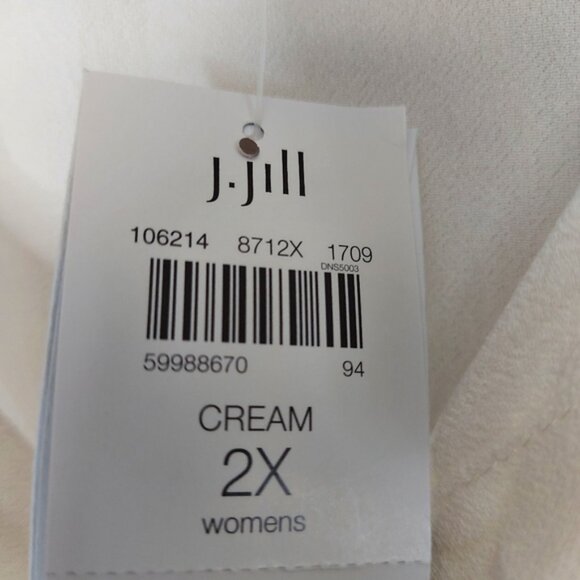 J.Jill
106214 8712X 1709
DNS5003
59988670 94
CREAM
2X
womens